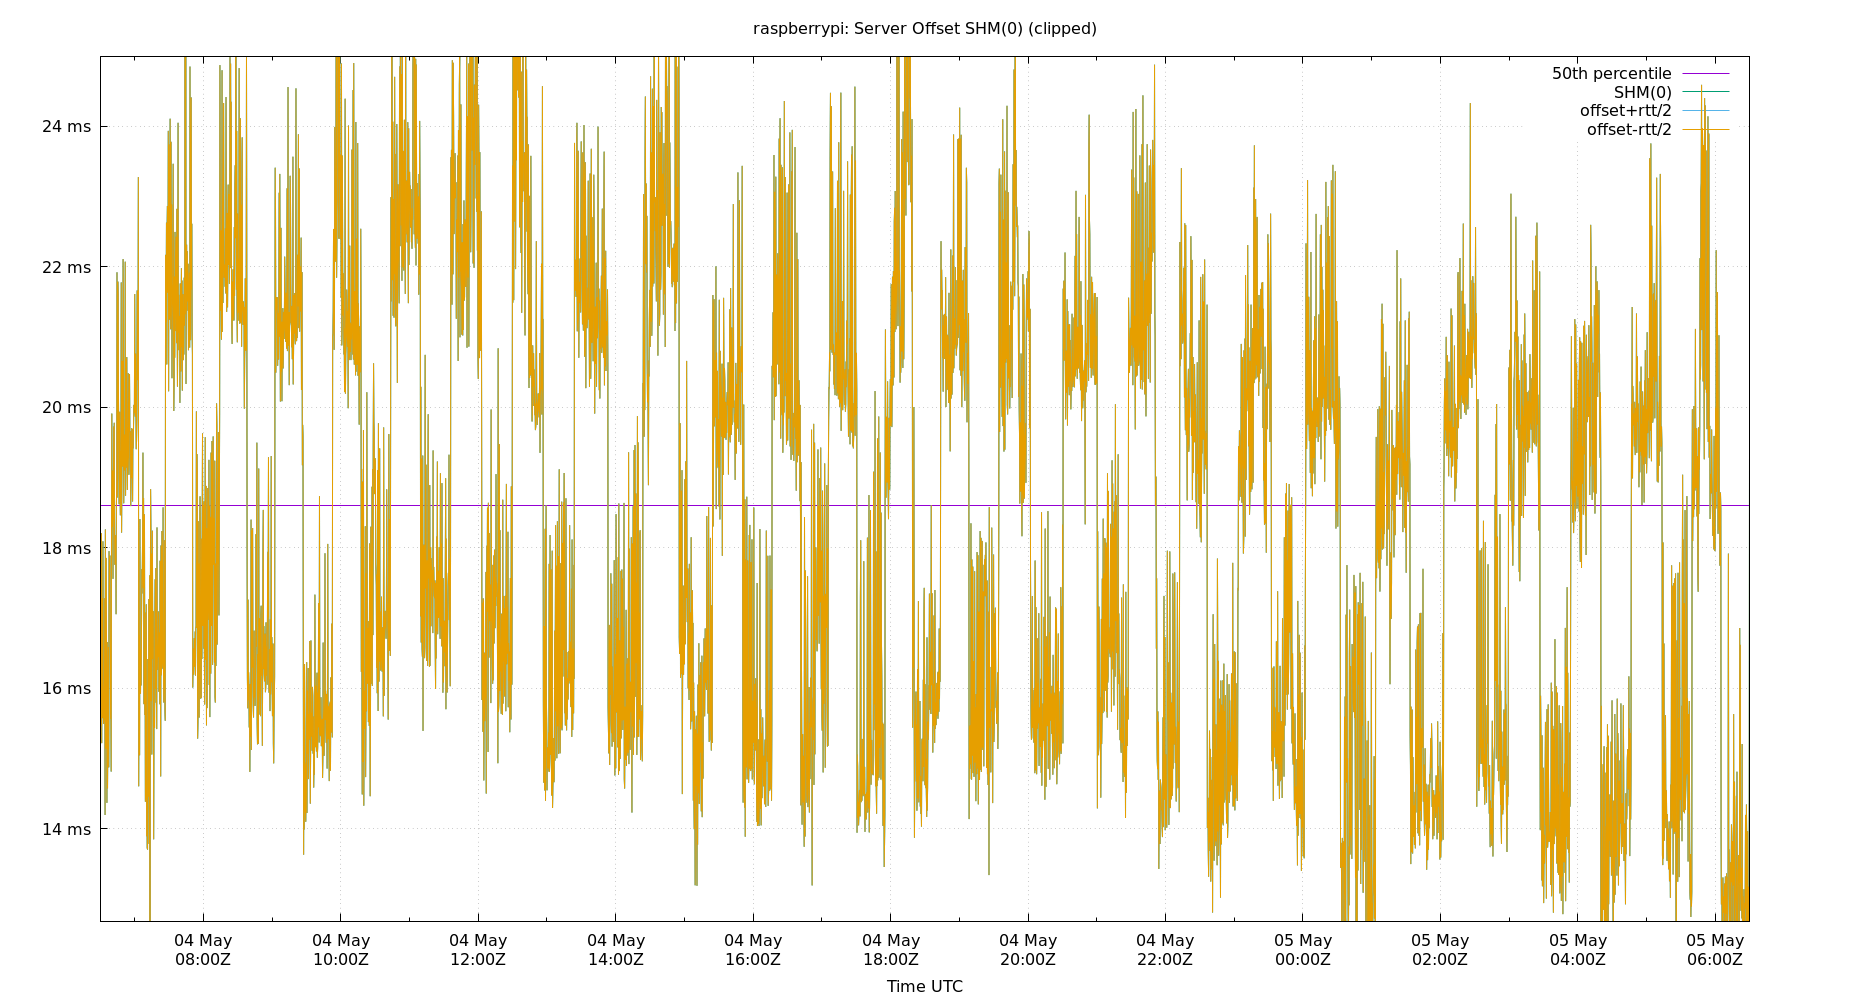 raspberrypi: Server Offset SHM(0) (clipped)
50th percentile
SHM(0)
offset+rtt/2
offset-rtt/2
24 ms
22 ms
20 ms
18 ms
16 ms
14 ms
04 May 04 May 04 May 04 May 04 May 04 May 04 May 04 May 05 May 05 May 05 May 05 May
08:00Z 10:00Z 12:00Z 14:00Z 16:00Z 18:00Z 20:00Z 22:00Z 00:00Z 02:00Z 04:00Z 06:00Z
Time UTC